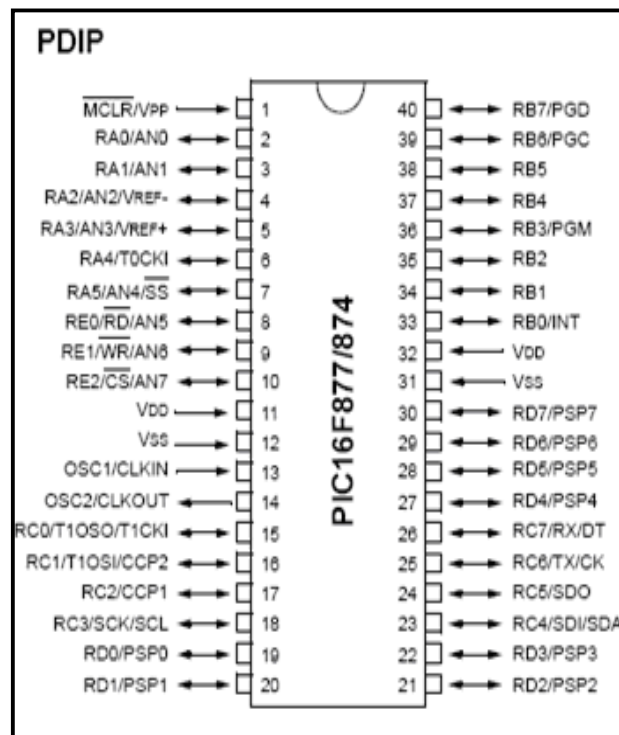 PDIP
MCLR/VPP 1 40 RB7/PGD
RA0/AN0 2 39 RB6/PGC
RA1/AN1 3 38 RB5
RA2/AN2/VREF- 4 37 RB4
RA3/AN3/VREF+ 5 36 RB3/PGM
RA4/T0CKI 6 35 RB2
RA5/AN4/SS 7 34 RB1
RE0/RD/AN5 8 33 RB0/INT
RE1/WR/AN6 9 32 VDD
RE2/CS/AN7 10 31 VSS
VDD 11 30 RD7/PSP7
VSS 12 29 RD6/PSP6
OSC1/CLKIN 13 28 RD5/PSP5
OSC2/CLKOUT 14 27 RD4/PSP4
RC0/T1OSO/T1CKI 15 26 RC7/RX/DT
RC1/T1OSI/CCP2 16 25 RC6/TX/CK
RC2/CCP1 17 24 RC5/SDO
RC3/SCK/SCL 18 23 RC4/SDI/SDA
RD0/PSP0 19 22 RD3/PSP3
RD1/PSP1 20 21 RD2/PSP2
PIC16F877/874